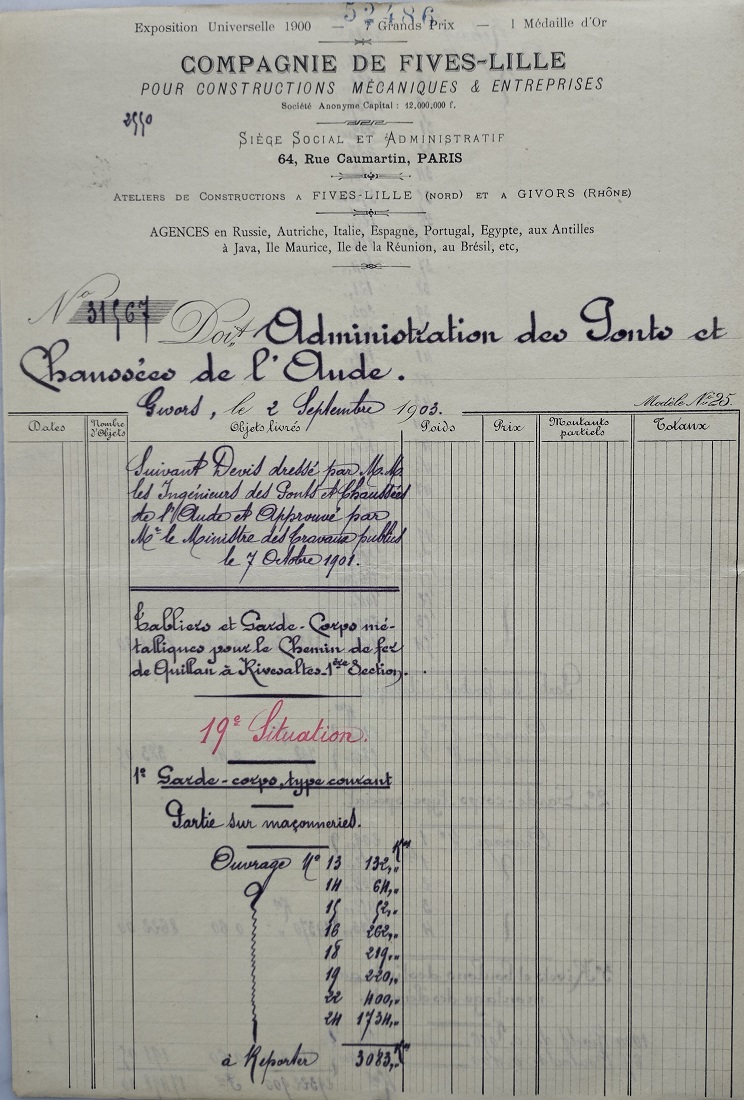 52486
Exposition Universelle 1900 — 7 Grands Prix — 1 Médaille d'Or
COMPAGNIE DE FIVES-LILLE
POUR CONSTRUCTIONS MÉCANIQUES & ENTREPRISES
Société Anonyme Capital : 12,000,000 f.
2550
SIÈGE SOCIAL ET ADMINISTRATIF
64, Rue Caumartin, PARIS
ATELIERS DE CONSTRUCTIONS A FIVES-LILLE (NORD) ET A GIVORS (RHÔNE)
AGENCES en Russie, Autriche, Italie, Espagne, Portugal, Egypte, aux Antilles
à Java, Ile Maurice, Ile de la Réunion, au Brésil, etc,
No 31567 Doit Administration des Ponts et
Chaussées de l'Aude.
Givors, le 2 Septembre 1903.
Modèle No 25.
Dates Nombre d'Objets Objets livrés Poids Prix Montants partiels Totaux
Suivant Devis dressé par M.M.
les Ingénieurs des Ponts et Chaussées
de l'Aude et Approuvé par
Mr le Ministre des Travaux publics
le 7 Octobre 1901.
Tabliers et Garde-Corps mé-
talliques pour le Chemin de fer
de Quillan à Rivesaltes 1ère Section.
19e Situation.
1º Garde-corps, type courant
Partie sur maçonneries.
Ouvrage No 13 132,"
14 64,"
15 52,"
16 262,"
18 219,"
19 220,"
22 400,"
24 1734,"
à Reporter 3083,"